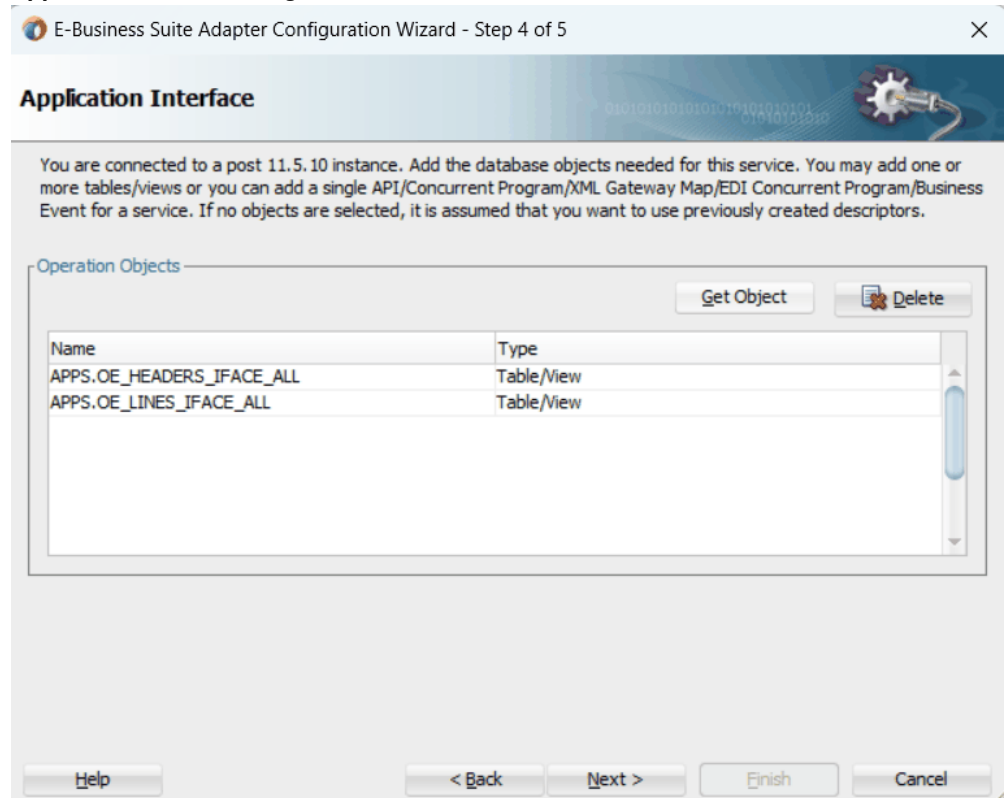 E-Business Suite Adapter Configuration Wizard - Step 4 of 5
Application Interface
You are connected to a post 11.5.10 instance. Add the database objects needed for this service. You may add one or
more tables/views or you can add a single API/Concurrent Program/XML Gateway Map/EDI Concurrent Program/Business
Event for a service. If no objects are selected, it is assumed that you want to use previously created descriptors.
Operation Objects
Get Object Delete
Name Type
APPS.OE_HEADERS_IFACE_ALL Table/View
APPS.OE_LINES_IFACE_ALL Table/View
Help < Back Next > Finish Cancel